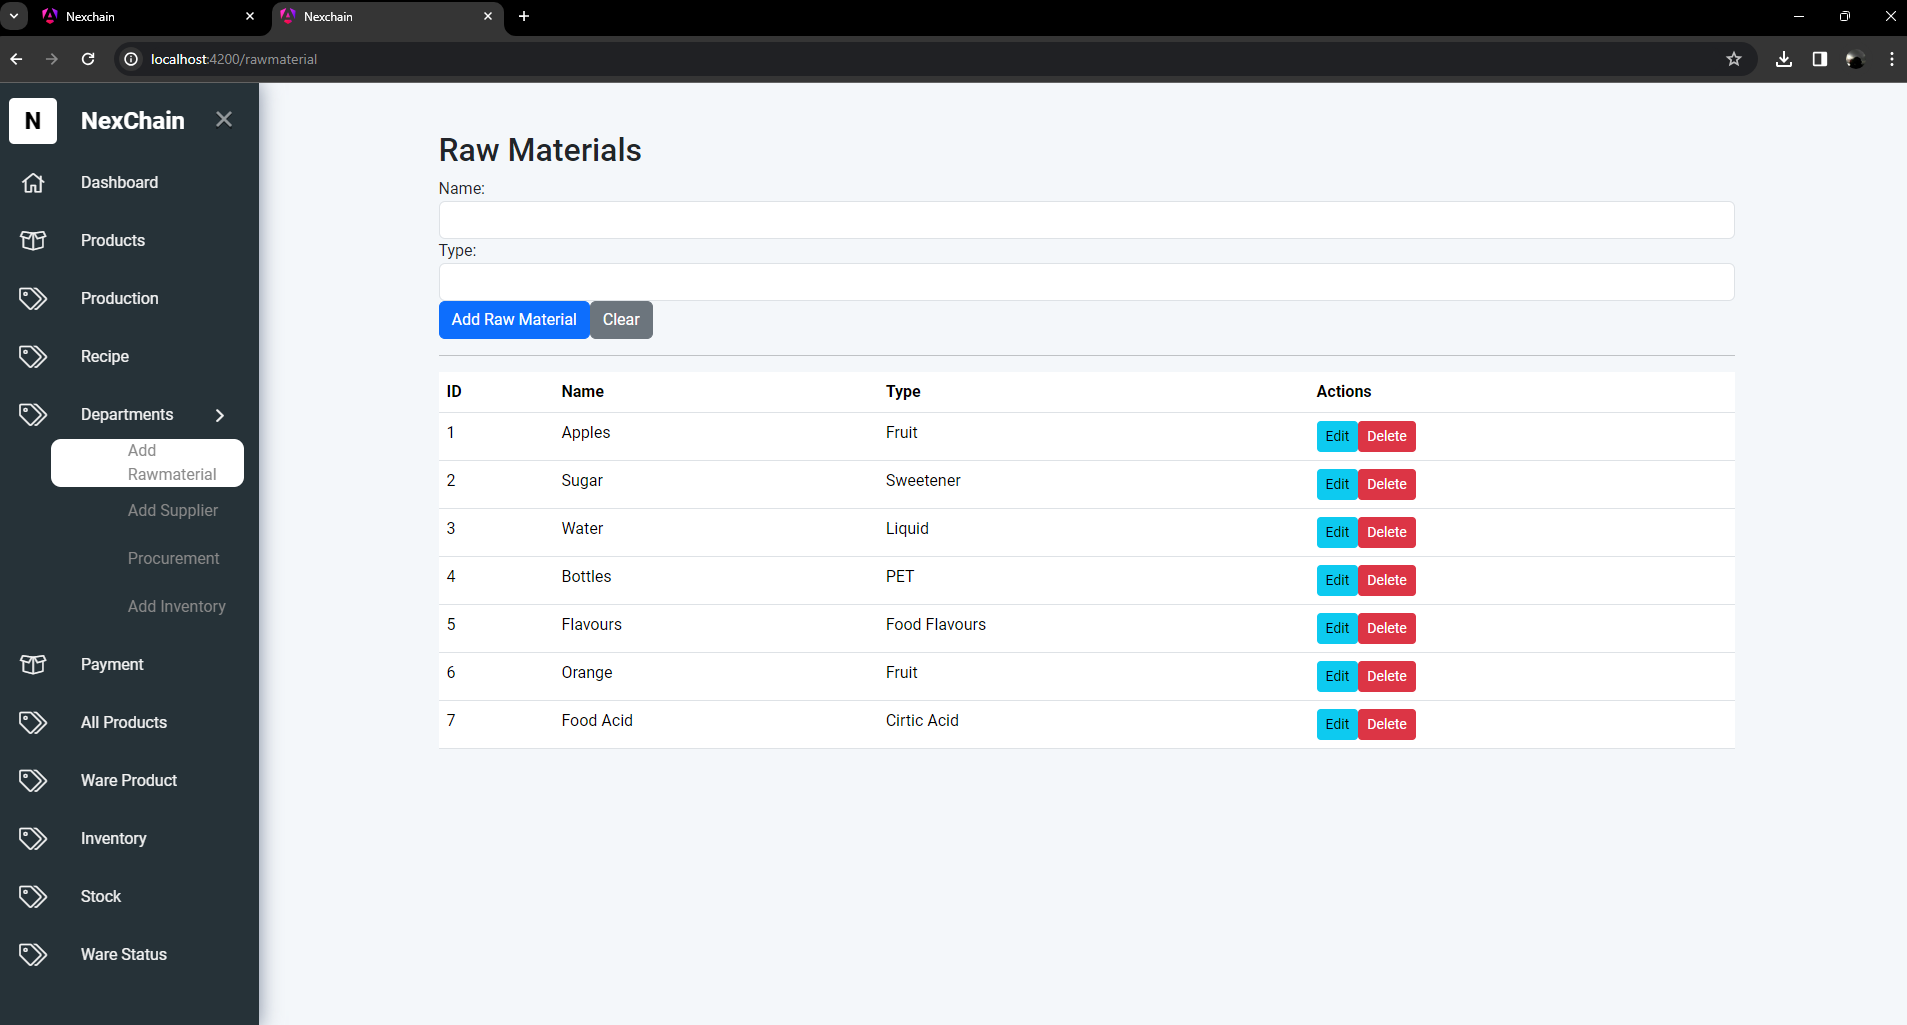 Nexchain
Nexchain
localhost:4200/rawmaterial
N NexChain
Dashboard
Products
Production
Recipe
Departments
Add
Rawmaterial
Add Supplier
Procurement
Add Inventory
Payment
All Products
Ware Product
Inventory
Stock
Ware Status
Raw Materials
Name:
Type:
Add Raw Material Clear
ID Name Type Actions
1 Apples Fruit Edit Delete
2 Sugar Sweetener Edit Delete
3 Water Liquid Edit Delete
4 Bottles PET Edit Delete
5 Flavours Food Flavours Edit Delete
6 Orange Fruit Edit Delete
7 Food Acid Cirtic Acid Edit Delete